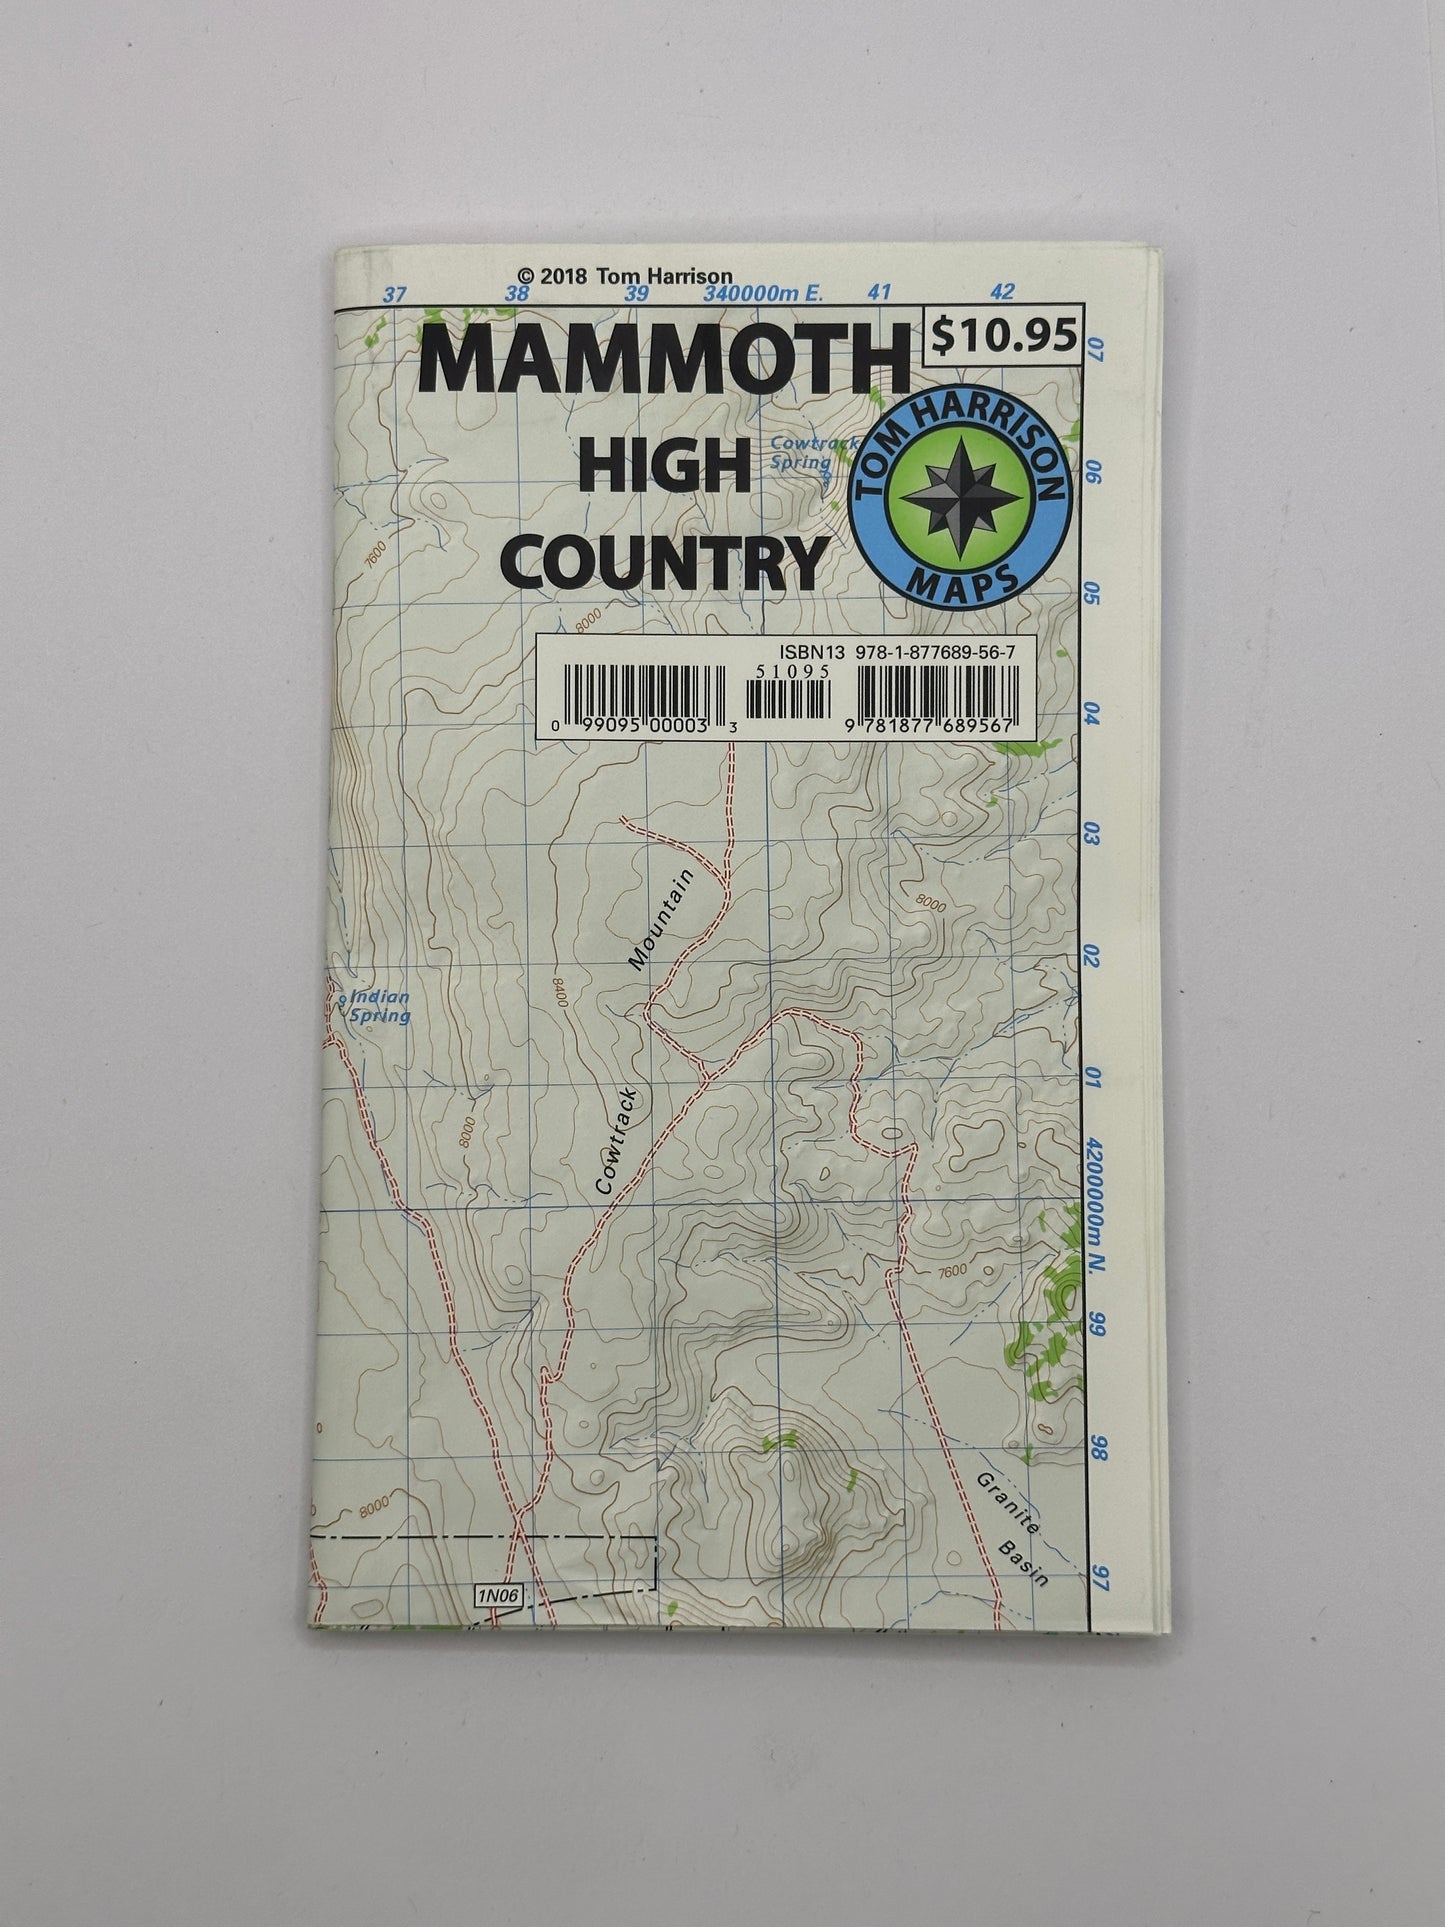 © 2018 Tom Harrison
37 38 39 340000m E. 41 42
MAMMOTH
$10.95
07
TOM HARRISON
MAPS
HIGH
Cowtrack
Spring
06
COUNTRY
05
7600
8000
ISBN13 978-1-877689-56-7
51095
0 99095 00003 3
9 781877 689567
04
03
Mountain
8000
02
8400
Indian
Spring
01
Cowtrack
8000
4200000m N.
7600
99
98
Granite
Basin
8000
97
1N06